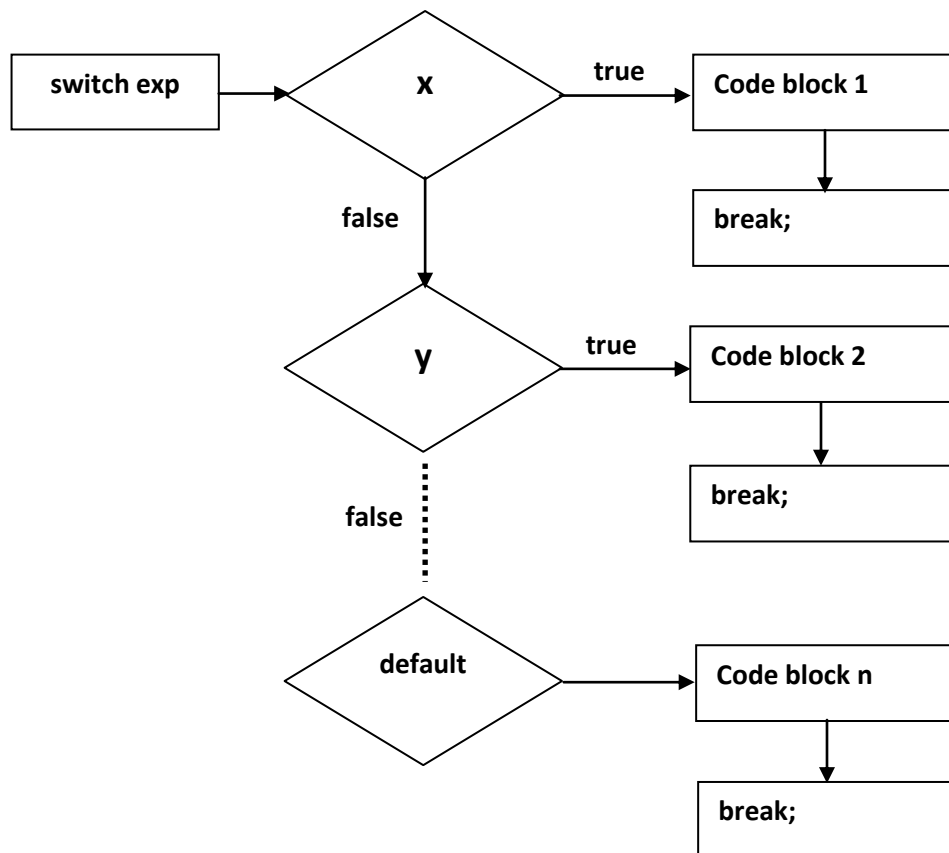 switch exp
x
true
Code block 1
false
break;
y
true
Code block 2
false
break;
default
Code block n
break;